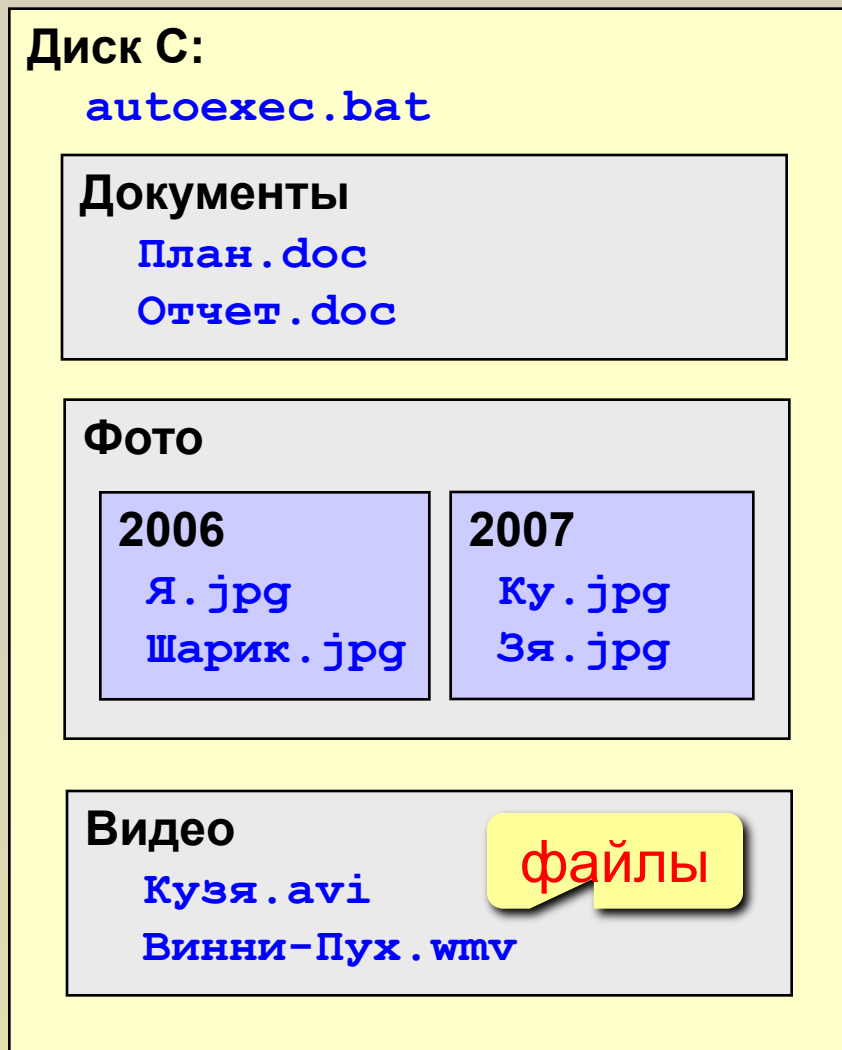 Диск C:
autoexec.bat
Документы
План.doc
Отчет.doc
Фото
2006
Я.jpg
Шарик.jpg
2007
Ку.jpg
Зя.jpg
Видео
файлы
Кузя.avi
Винни-Пух.wmv